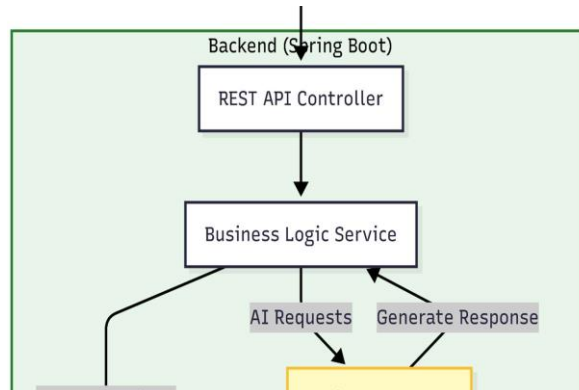 Backend (Spring Boot)
REST API Controller
Business Logic Service
AI Requests
Generate Response